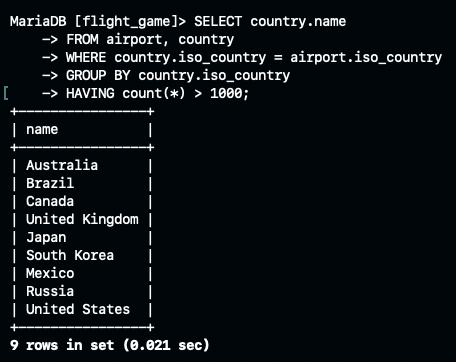 MariaDB [flight_game]> SELECT country.name
    -> FROM airport, country
    -> WHERE country.iso_country = airport.iso_country
    -> GROUP BY country.iso_country
[    -> HAVING count(*) > 1000;
+----------------+
| name           |
+----------------+
| Australia      |
| Brazil         |
| Canada         |
| United Kingdom |
| Japan          |
| South Korea    |
| Mexico         |
| Russia         |
| United States  |
+----------------+
9 rows in set (0.021 sec)